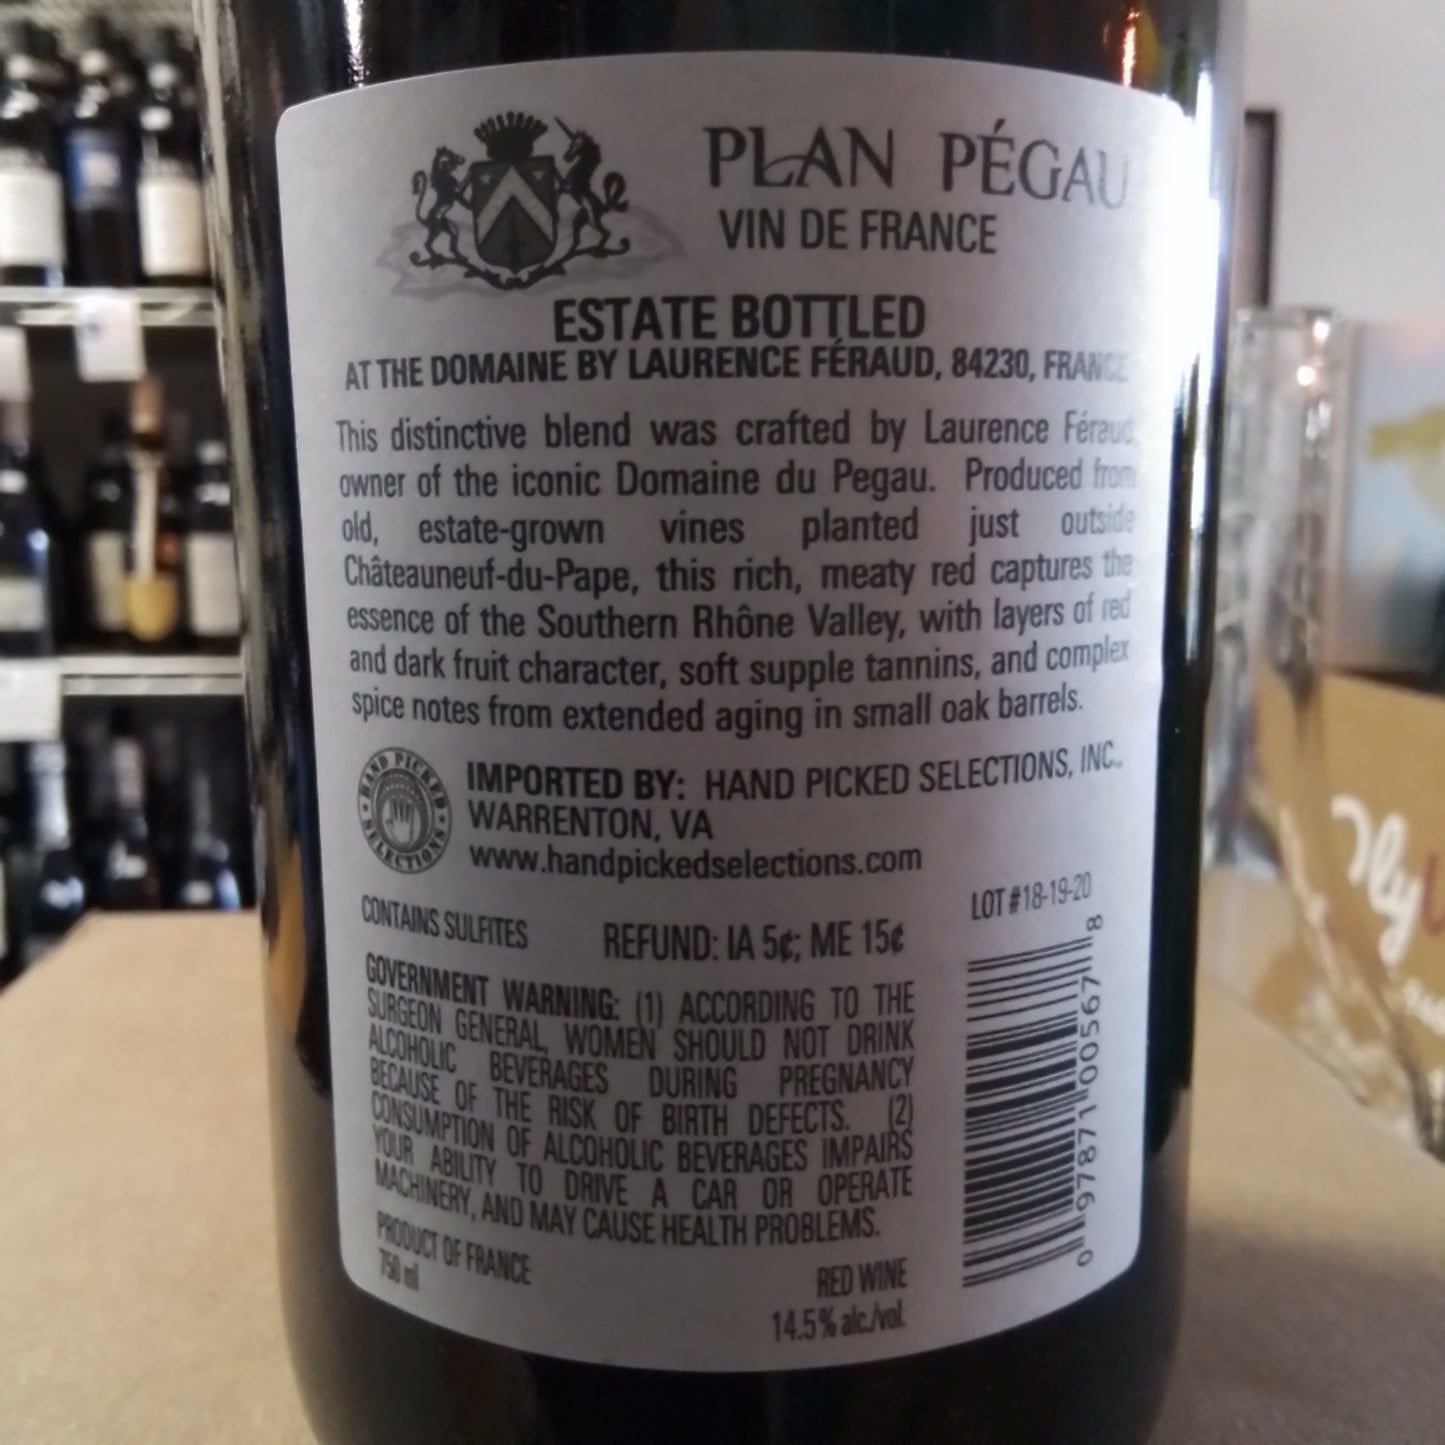 PLAN PÉGAU
VIN DE FRANCE
ESTATE BOTTLED
AT THE DOMAINE BY LAURENCE FÉRAUD, 84230, FRANCE
This distinctive blend was crafted by Laurence Féraud,
owner of the iconic Domaine du Pegau. Produced from
old, estate-grown vines planted just outside
Châteauneuf-du-Pape, this rich, meaty red captures the
essence of the Southern Rhône Valley, with layers of red
and dark fruit character, soft supple tannins, and complex
spice notes from extended aging in small oak barrels.
HAND PICKED
SELECTIONS
IMPORTED BY: HAND PICKED SELECTIONS, INC.,
WARRENTON, VA
www.handpickedselections.com
CONTAINS SULFITES
REFUND: IA 5¢; ME 15¢
LOT #18-19-20
GOVERNMENT WARNING: (1) ACCORDING TO THE
SURGEON GENERAL, WOMEN SHOULD NOT DRINK
ALCOHOLIC BEVERAGES DURING PREGNANCY
BECAUSE OF THE RISK OF BIRTH DEFECTS. (2)
CONSUMPTION OF ALCOHOLIC BEVERAGES IMPAIRS
YOUR ABILITY TO DRIVE A CAR OR OPERATE
MACHINERY, AND MAY CAUSE HEALTH PROBLEMS.
PRODUCT OF FRANCE
750 ml
RED WINE
14.5% alc./vol.
0 97871 00567 8